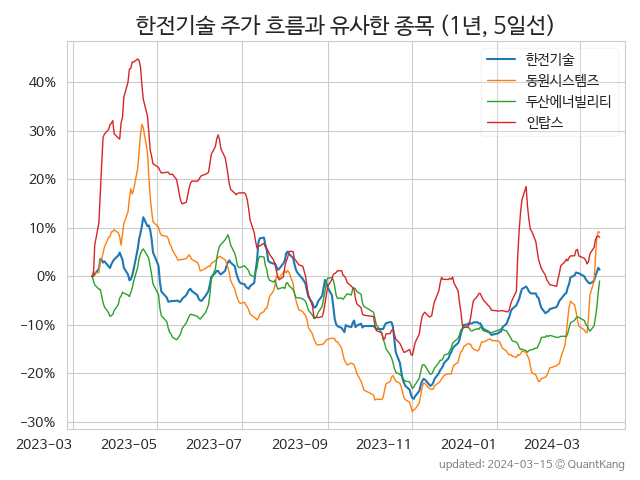 한전기술 주가 흐름과 유사한 종목 (1년, 5일선)
한전기술
동원시스템즈
두산에너빌리티
인탑스
40%
30%
20%
10%
0%
−10%
−20%
−30%
2023-03 2023-05 2023-07 2023-09 2023-11 2024-01 2024-03
updated: 2024-03-15 © QuantKang